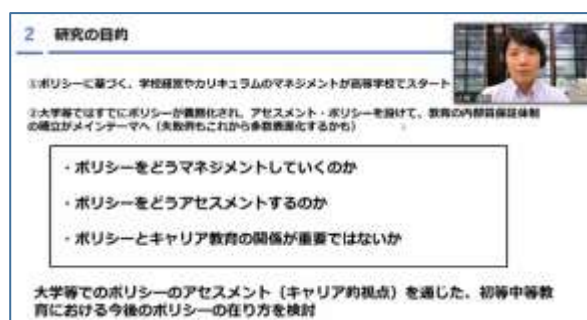 2 研究の目的
①ポリシーに基づく、学校経営やカリキュラムのマネジメントが高等学校でスタート
②大学等ではすでにポリシーが義務化され、アセスメント・ポリシーを設けて、教育の内部質保証体制
の確立がメインテーマへ（失敗例もこれから多数表面化するかも）
・ポリシーをどうマネジメントしていくのか
・ポリシーをどうアセスメントするのか
・ポリシーとキャリア教育の関係が重要ではないか
大学等でのポリシーのアセスメント（キャリア的視点）を通じた、初等中等教
育における今後のポリシーの在り方を検討